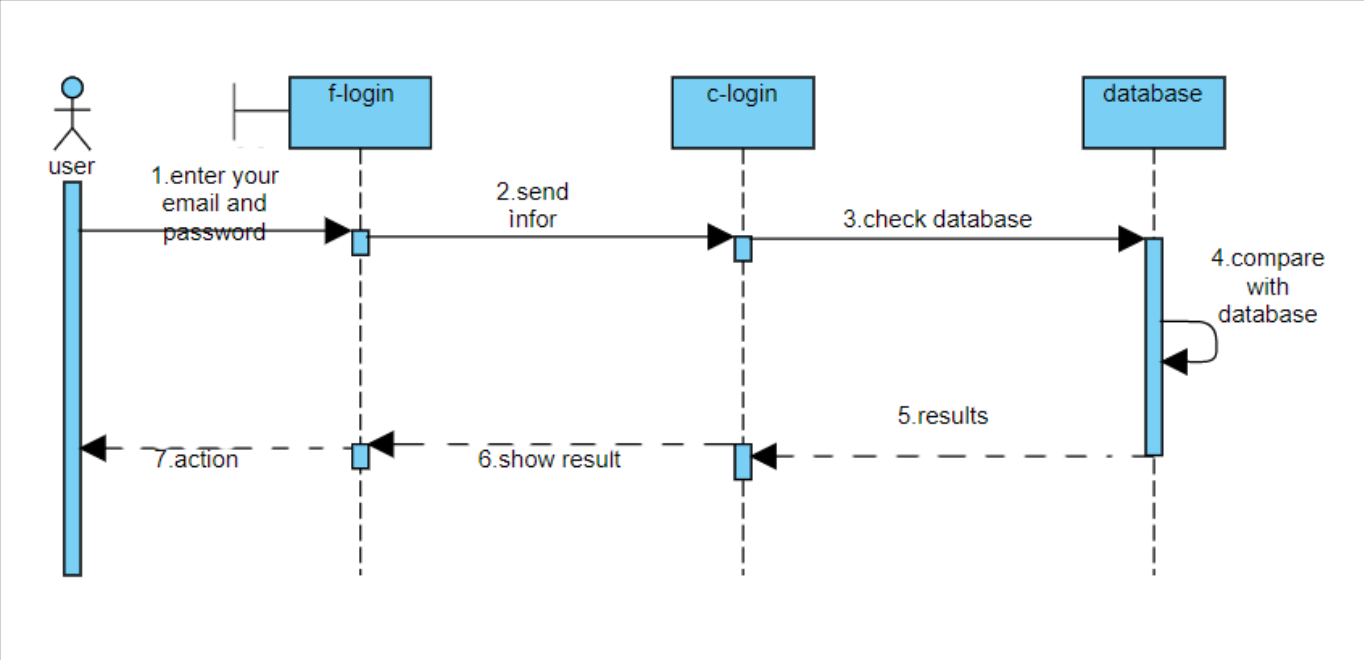 f-login
c-login
database
user
1.enter your
email and
password
2.send
infor
3.check database
4.compare
with
database
5.results
6.show result
7.action